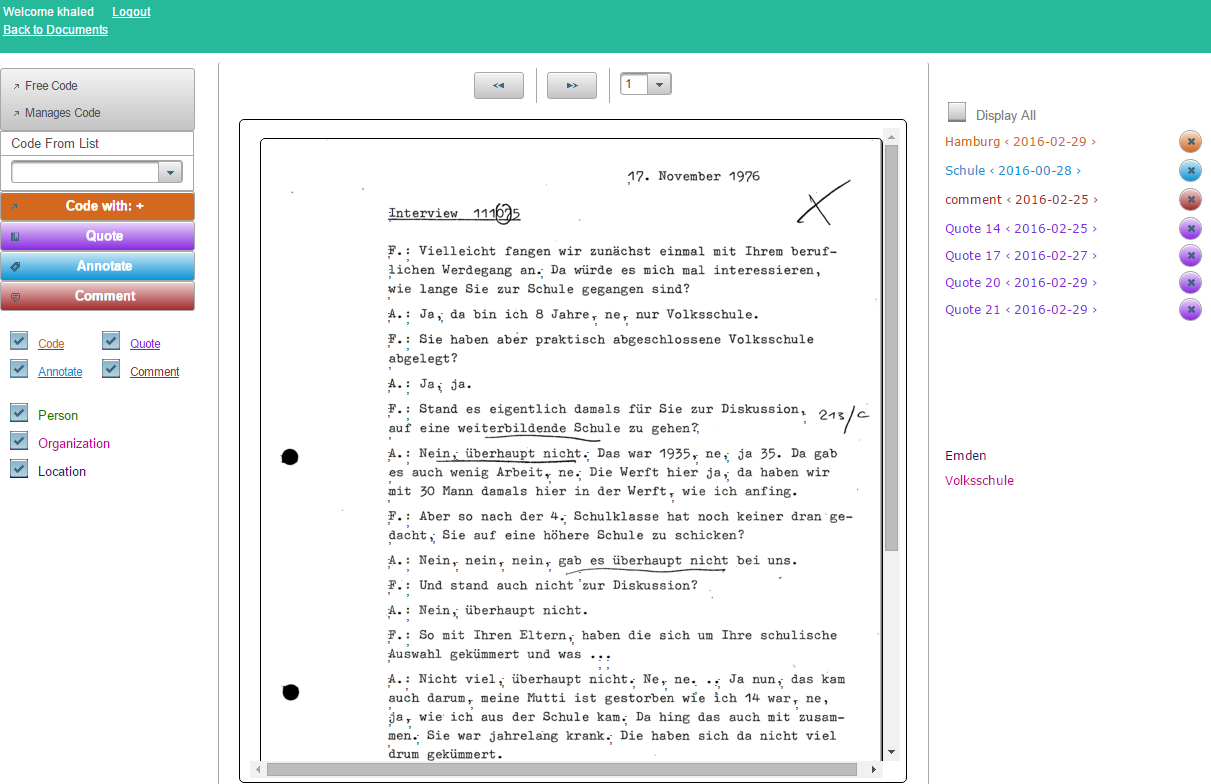 Welcome khaled Logout
Back to Documents
Free Code
Manages Code
Code From List
Code with: +
Quote
Annotate
Comment
Code Quote
Annotate Comment
Person
Organization
Location
1
17. November 1976
Interview 111075
F.: Vielleicht fangen wir zunächst einmal mit Ihrem beruf-
lichen Werdegang an. Da würde es mich mal interessieren,
wie lange Sie zur Schule gegangen sind?
A.: Ja, da bin ich 8 Jahre, ne, nur Volksschule.
F.: Sie haben aber praktisch abgeschlossene Volksschule
abgelegt?
A.: Ja, ja.
F.: Stand es eigentlich damals für Sie zur Diskussion,
auf eine weiterbildende Schule zu gehen?
213/c
A.: Nein, überhaupt nicht. Das war 1935, ne, ja 35. Da gab
es auch wenig Arbeit, ne. Die Werft hier ja, da haben wir
mit 30 Mann damals hier in der Werft, wie ich anfing.
F.: Aber so nach der 4. Schulklasse hat noch keiner dran ge-
dacht, Sie auf eine höhere Schule zu schicken?
A.: Nein, nein, nein, gab es überhaupt nicht bei uns.
F.: Und stand auch nicht zur Diskussion?
A.: Nein, überhaupt nicht.
F.: So mit Ihren Eltern, haben die sich um Ihre schulische
Auswahl gekümmert und was ...
A.: Nicht viel, überhaupt nicht. Ne, ne. .. Ja nun, das kam
auch darum, meine Mutti ist gestorben wie ich 14 war, ne,
ja, wie ich aus der Schule kam. Da hing das auch mit zusam-
men. Sie war jahrelang krank. Die haben sich da nicht viel
drum gekümmert.
Display All
Hamburg ‹ 2016-02-29 ›
Schule ‹ 2016-00-28 ›
comment ‹ 2016-02-25 ›
Quote 14 ‹ 2016-02-25 ›
Quote 17 ‹ 2016-02-27 ›
Quote 20 ‹ 2016-02-29 ›
Quote 21 ‹ 2016-02-29 ›
Emden
Volksschule